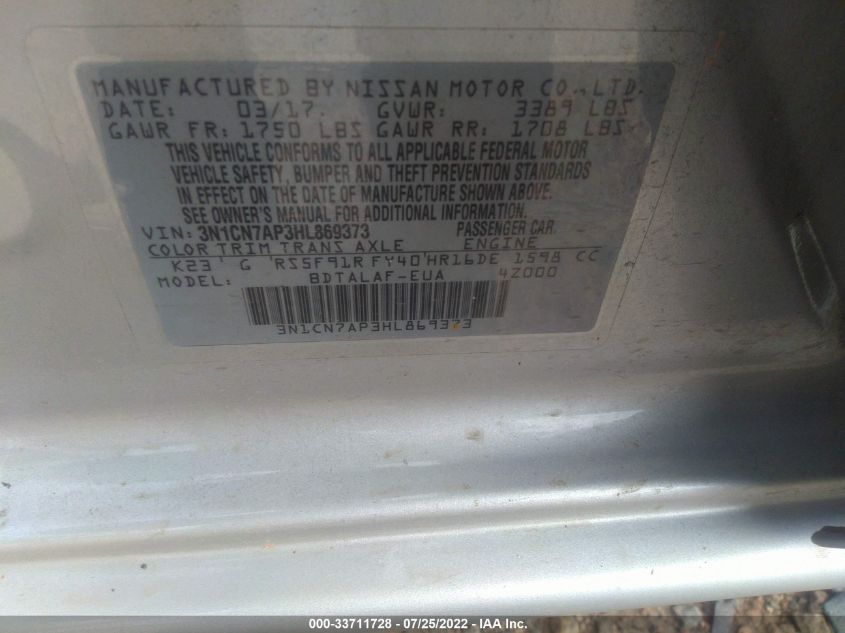 MANUFACTURED BY NISSAN MOTOR CO., LTD.
DATE: 03/17. GVWR: 3389 LBS
GAWR FR: 1750 LBS GAWR RR: 1708 LBS
THIS VEHICLE CONFORMS TO ALL APPLICABLE FEDERAL MOTOR
VEHICLE SAFETY, BUMPER AND THEFT PREVENTION STANDARDS
IN EFFECT ON THE DATE OF MANUFACTURE SHOWN ABOVE.
SEE OWNER'S MANUAL FOR ADDITIONAL INFORMATION.
VIN: 3N1CN7AP3HL869373 PASSENGER CAR.
COLOR TRIM TRANS AXLE ENGINE
K23 G RS5F91R FY40 HR16DE 1598 CC
MODEL: BDTALAF-EUA 4Z000
3N1CN7AP3HL869373
000-33711728 - 07/25/2022 - IAA Inc.